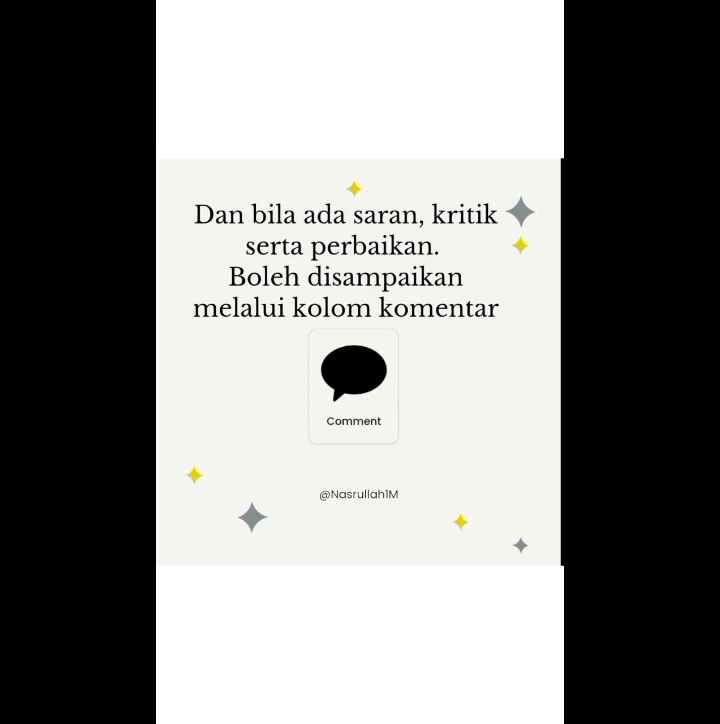 Dan bila ada saran, kritik
serta perbaikan.
Boleh disampaikan
melalui kolom komentar
Comment
@Nasrullah1M